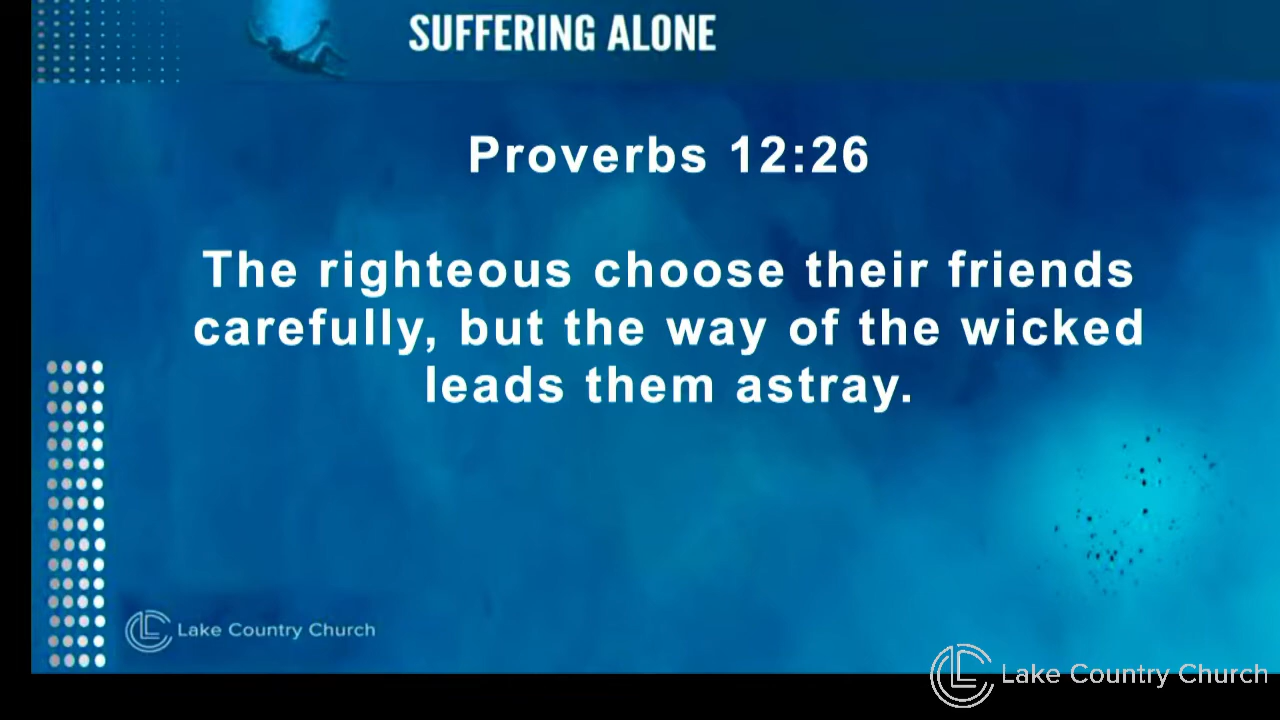 SUFFERING ALONE
Proverbs 12:26
The righteous choose their friends
carefully, but the way of the wicked
leads them astray.
Lake Country Church
Lake Country Church